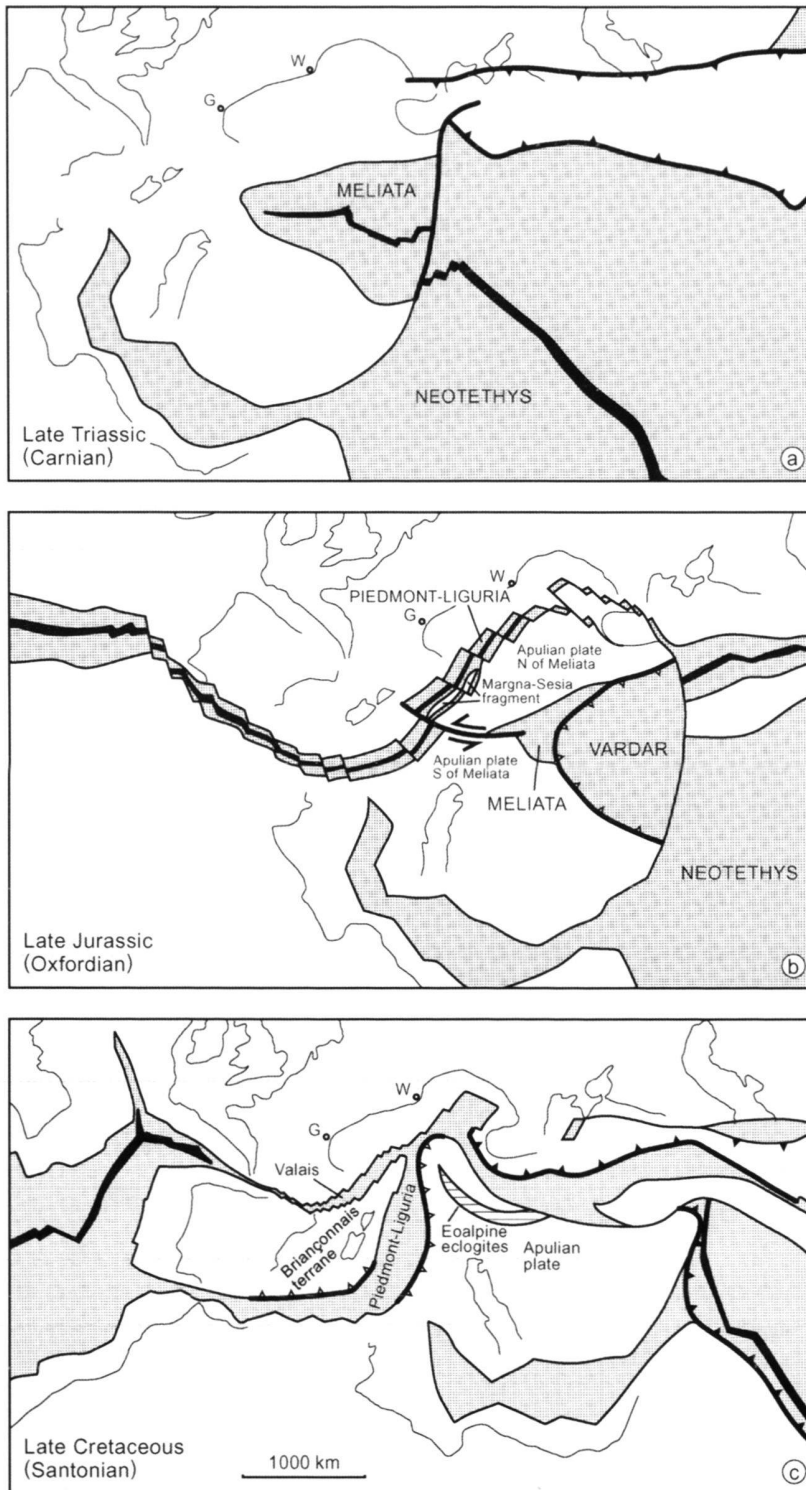 W
G
MELIATA
NEOTETHYS
Late Triassic
(Carnian)
a
W
PIEDMONT-LIGURIA
G
Apulian plate
N of Meliata
Margna-Sesia
fragment
VARDAR
Apulian plate
S of Meliata
MELIATA
NEOTETHYS
Late Jurassic
(Oxfordian)
b
W
G
Valais
Briançonnais
terrane
Piedmont-Liguria
Eoalpine
eclogites
Apulian
plate
Late Cretaceous
(Santonian)
1000 km
c